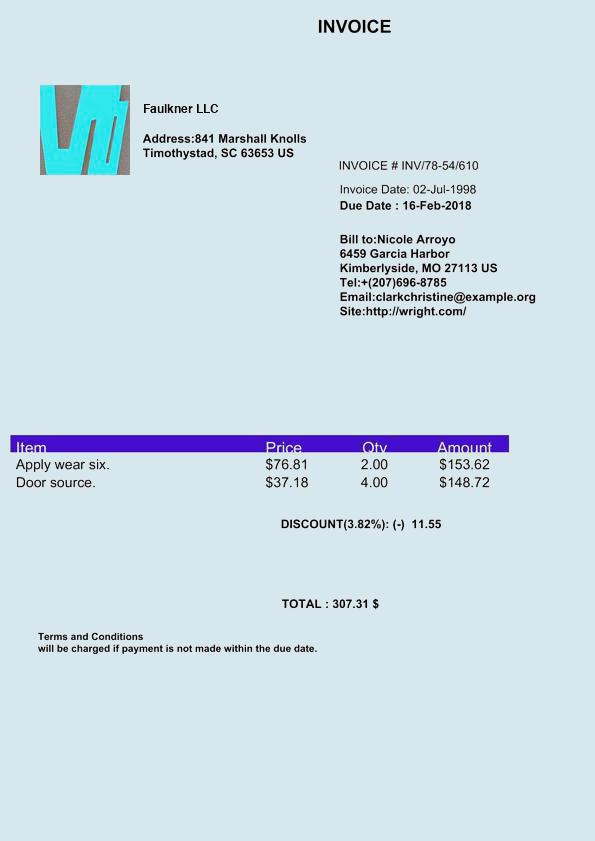 INVOICE
Faulkner LLC
Address:841 Marshall Knolls
Timothystad, SC 63653 US
INVOICE # INV/78-54/610
Invoice Date: 02-Jul-1998
Due Date : 16-Feb-2018
Bill to:Nicole Arroyo
6459 Garcia Harbor
Kimberlyside, MO 27113 US
Tel:+(207)696-8785
Email:clarkchristine@example.org
Site:http://wright.com/
Item Price Qty Amount
Apply wear six. $76.81 2.00 $153.62
Door source. $37.18 4.00 $148.72
DISCOUNT(3.82%): (-) 11.55
TOTAL : 307.31 $
Terms and Conditions
will be charged if payment is not made within the due date.